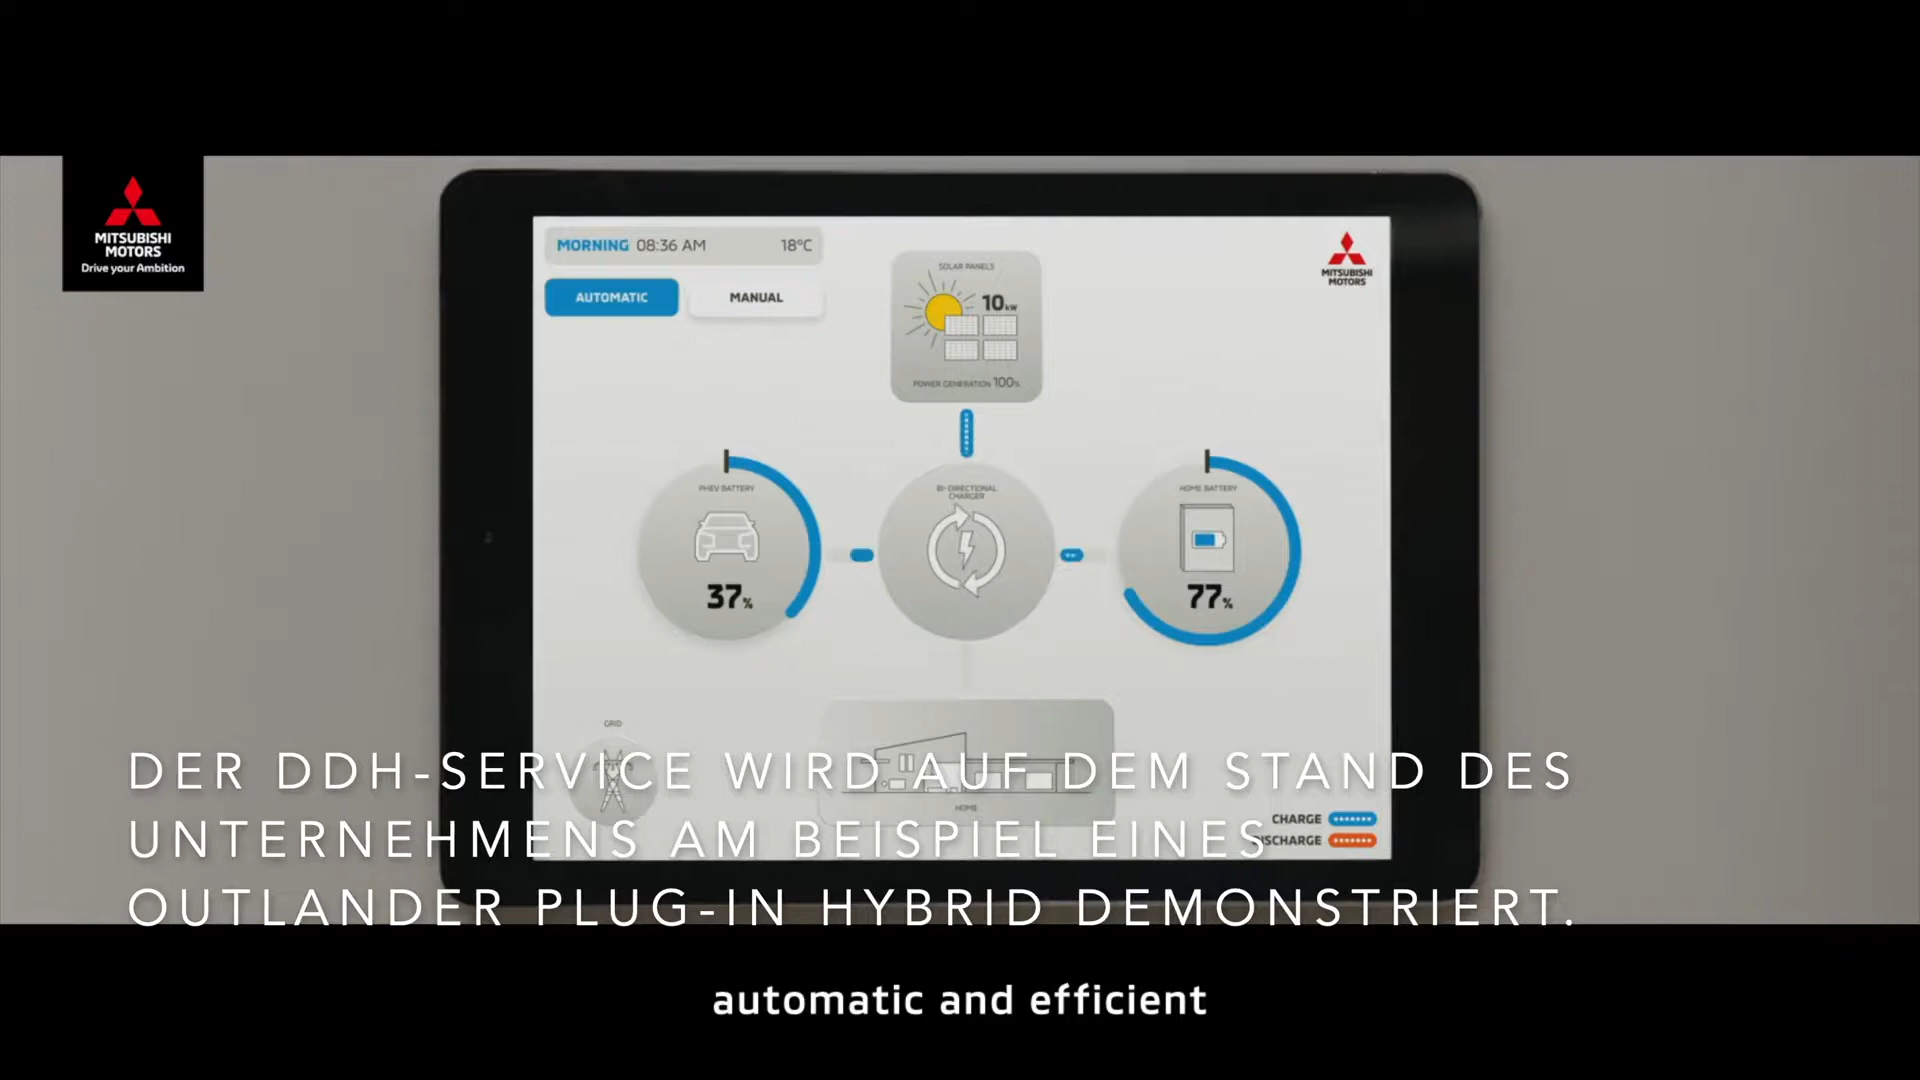 MITSUBISHI
MOTORS
Drive your Ambition
MORNING 08:36 AM 18°C
AUTOMATIC MANUAL
SOLAR PANELS
10 kW
POWER GENERATION 100%
MITSUBISHI
MOTORS
PHEV BATTERY
37%
BI-DIRECTIONAL
CHARGER
HOME BATTERY
77%
GRID
HOME
CHARGE
DISCHARGE
DER DDH-SERVICE WIRD AUF DEM STAND DES
UNTERNEHMENS AM BEISPIEL EINES
OUTLANDER PLUG-IN HYBRID DEMONSTRIERT.
automatic and efficient